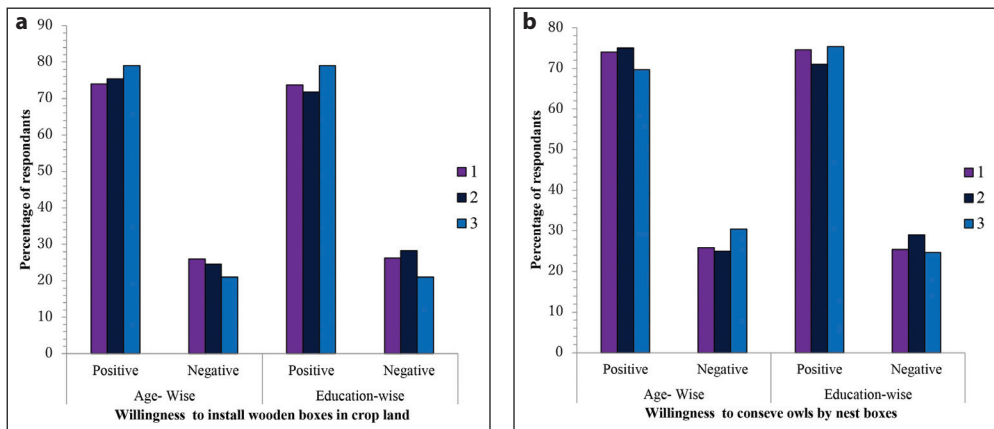 a
90
80
70
60
50
40
30
20
10
0
Percentage of respondants
Positive Negative Positive Negative
Age- Wise Education-wise
Willingness to install wooden boxes in crop land
1
2
3
b
80
70
60
50
40
30
20
10
0
Percentage of respondants
Positive Negative Positive Negative
Age- Wise Education-wise
Willingness to conseve owls by nest boxes
1
2
3